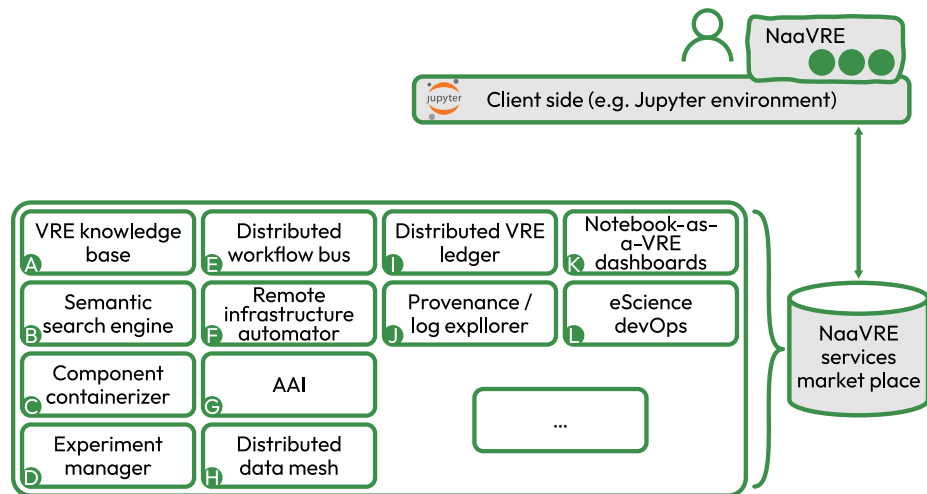 NaaVRE
jupyter
Client side (e.g. Jupyter environment)
VRE knowledge
base
A
Distributed
workflow bus
E
Distributed VRE
ledger
I
Notebook-as-
a-VRE
dashboards
K
Semantic
search engine
B
Remote
infrastructure
automator
F
Provenance /
log expllorer
J
eScience
devOps
L
Component
containerizer
C
AAI
G
Experiment
manager
D
Distributed
data mesh
H
...
NaaVRE
services
market place